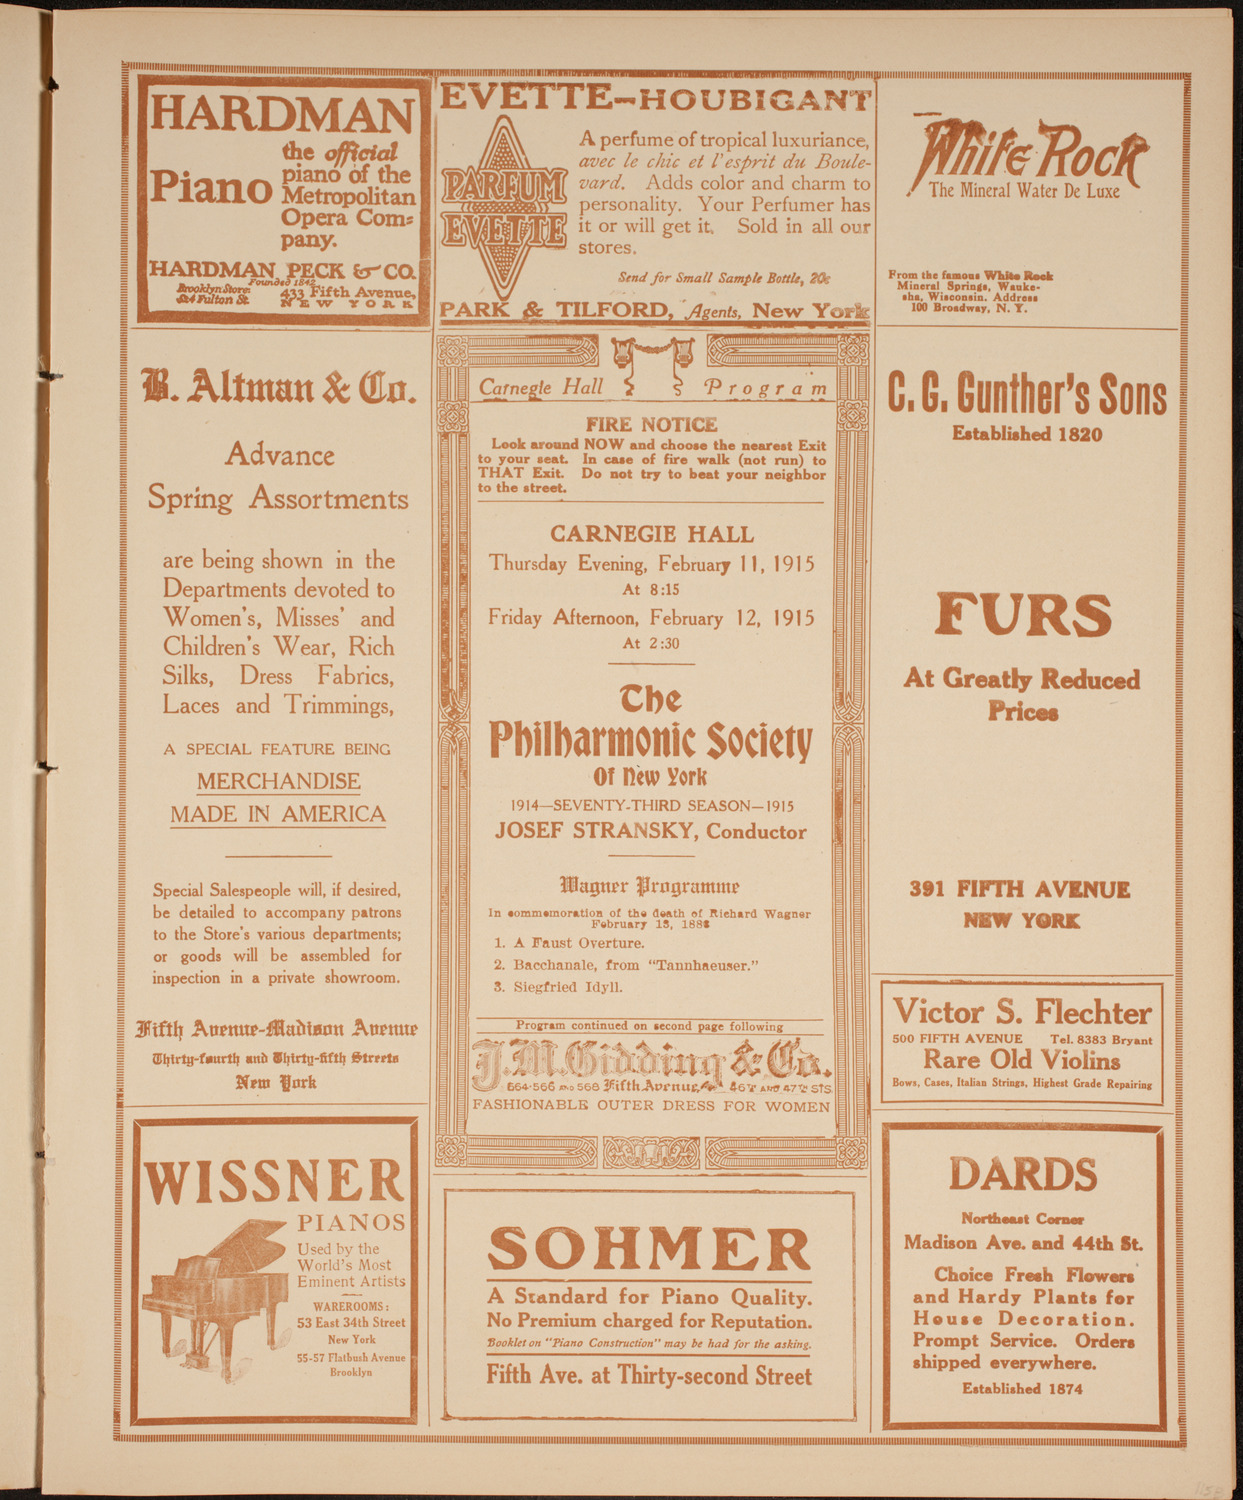 HARDMAN
Piano
the official
piano of the
Metropolitan
Opera Com-
pany.
HARDMAN, PECK & CO.
Founded 1842
Brooklyn Store:
524 Fulton St.
433 Fifth Avenue,
NEW YORK
EVETTE-HOUBIGANT
PARFUM
EVETTE
A perfume of tropical luxuriance,
avec le chic et l'esprit du Boule-
vard. Adds color and charm to
personality. Your Perfumer has
it or will get it. Sold in all our
stores.
Send for Small Sample Bottle, 20c
PARK & TILFORD, Agents, New York
White Rock
The Mineral Water De Luxe
From the famous White Rock
Mineral Springs, Wauke-
sha, Wisconsin. Address
100 Broadway, N. Y.
B. Altman & Co.
Advance
Spring Assortments
are being shown in the
Departments devoted to
Women's, Misses' and
Children's Wear, Rich
Silks, Dress Fabrics,
Laces and Trimmings,
A SPECIAL FEATURE BEING
MERCHANDISE
MADE IN AMERICA
Special Salespeople will, if desired,
be detailed to accompany patrons
to the Store's various departments;
or goods will be assembled for
inspection in a private showroom.
Fifth Avenue-Madison Avenue
Thirty-fourth and Thirty-fifth Streets
New York
WISSNER
PIANOS
Used by the
World's Most
Eminent Artists
WAREROOMS:
53 East 34th Street
New York
55-57 Flatbush Avenue
Brooklyn
Carnegie Hall Program
FIRE NOTICE
Look around NOW and choose the nearest Exit
to your seat. In case of fire walk (not run) to
THAT Exit. Do not try to beat your neighbor
to the street.
CARNEGIE HALL
Thursday Evening, February 11, 1915
At 8:15
Friday Afternoon, February 12, 1915
At 2:30
The
Philharmonic Society
Of New York
1914—SEVENTY-THIRD SEASON—1915
JOSEF STRANSKY, Conductor
Wagner Programme
In commemoration of the death of Richard Wagner
February 13, 1883
1. A Faust Overture.
2. Bacchanale, from "Tannhaeuser."
3. Siegfried Idyll.
Program continued on second page following
J.M. Gidding & Co.
564-566 AND 568 Fifth Avenue, 46TH AND 47TH STS.
FASHIONABLE OUTER DRESS FOR WOMEN
SOHMER
A Standard for Piano Quality.
No Premium charged for Reputation.
Booklet on "Piano Construction" may be had for the asking.
Fifth Ave. at Thirty-second Street
C. G. Gunther's Sons
Established 1820
FURS
At Greatly Reduced
Prices
391 FIFTH AVENUE
NEW YORK
Victor S. Flechter
500 FIFTH AVENUE Tel. 8383 Bryant
Rare Old Violins
Bows, Cases, Italian Strings, Highest Grade Repairing
DARDS
Northeast Corner
Madison Ave. and 44th St.
Choice Fresh Flowers
and Hardy Plants for
House Decoration.
Prompt Service. Orders
shipped everywhere.
Established 1874